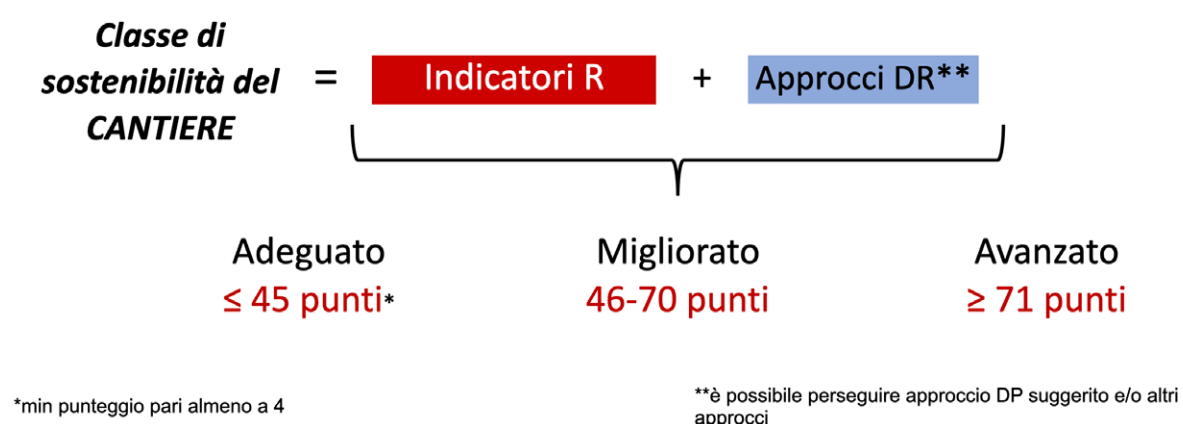 Classe di
sostenibilità del
CANTIERE
= Indicatori R + Approcci DR**
Adeguato
≤ 45 punti*
Migliorato
46-70 punti
Avanzato
≥ 71 punti
*min punteggio pari almeno a 4
**è possibile perseguire approccio DP suggerito e/o altri
approcci